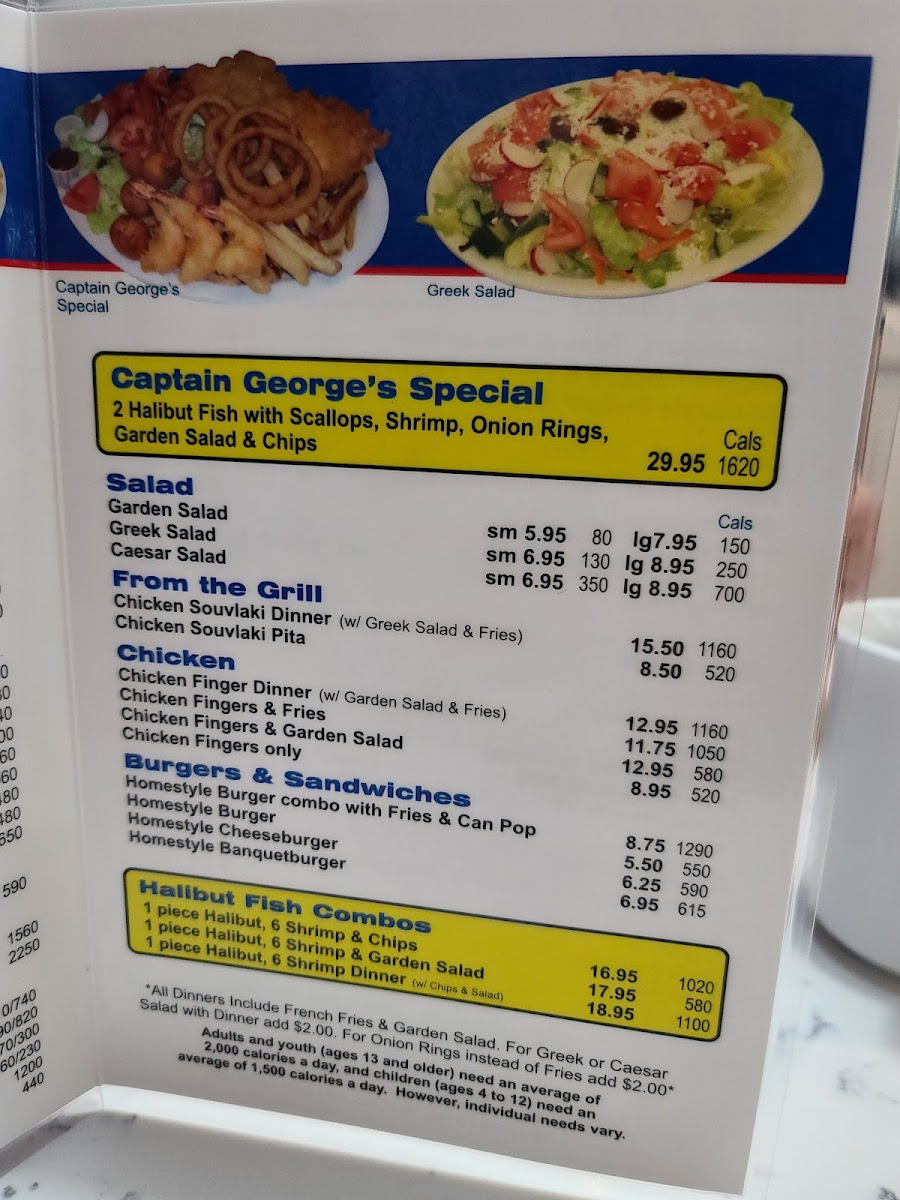 Captain George's
Special
Greek Salad
Captain George's Special
2 Halibut Fish with Scallops, Shrimp, Onion Rings,
Garden Salad & Chips
Cals
29.95 1620
Salad Cals
Garden Salad sm 5.95 80 lg7.95 150
Greek Salad sm 6.95 130 lg 8.95 250
Caesar Salad sm 6.95 350 lg 8.95 700
From the Grill
Chicken Souvlaki Dinner (w/ Greek Salad & Fries) 15.50 1160
Chicken Souvlaki Pita 8.50 520
Chicken
Chicken Finger Dinner (w/ Garden Salad & Fries) 12.95 1160
Chicken Fingers & Fries 11.75 1050
Chicken Fingers & Garden Salad 12.95 580
Chicken Fingers only 8.95 520
Burgers & Sandwiches
Homestyle Burger combo with Fries & Can Pop 8.75 1290
Homestyle Burger 5.50 550
Homestyle Cheeseburger 6.25 590
Homestyle Banquetburger 6.95 615
Halibut Fish Combos
1 piece Halibut, 6 Shrimp & Chips 16.95 1020
1 piece Halibut, 6 Shrimp & Garden Salad 17.95 580
1 piece Halibut, 6 Shrimp Dinner (w/ Chips & Salad) 18.95 1100
*All Dinners Include French Fries & Garden Salad. For Greek or Caesar
Salad with Dinner add $2.00. For Onion Rings instead of Fries add $2.00*
Adults and youth (ages 13 and older) need an average of
2,000 calories a day, and children (ages 4 to 12) need an
average of 1,500 calories a day. However, individual needs vary.
590
1560
2250
1200
440